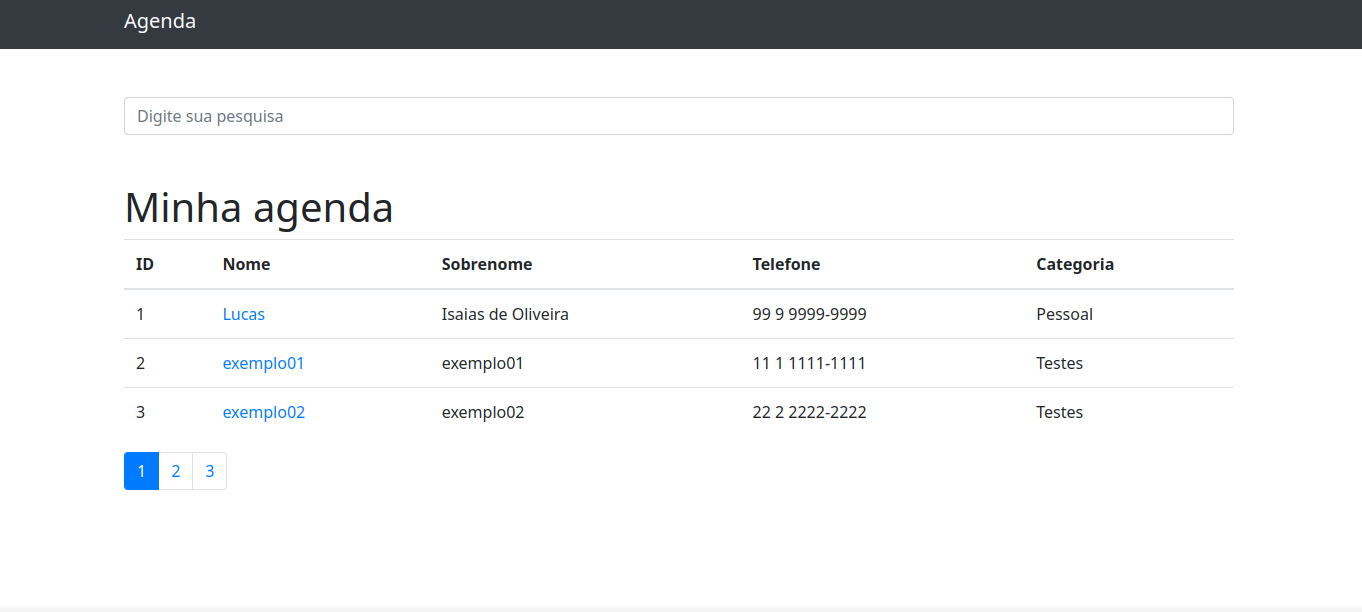 Agenda
Digite sua pesquisa
Minha agenda
ID Nome Sobrenome Telefone Categoria
1 Lucas Isaias de Oliveira 99 9 9999-9999 Pessoal
2 exemplo01 exemplo01 11 1 1111-1111 Testes
3 exemplo02 exemplo02 22 2 2222-2222 Testes
1 2 3